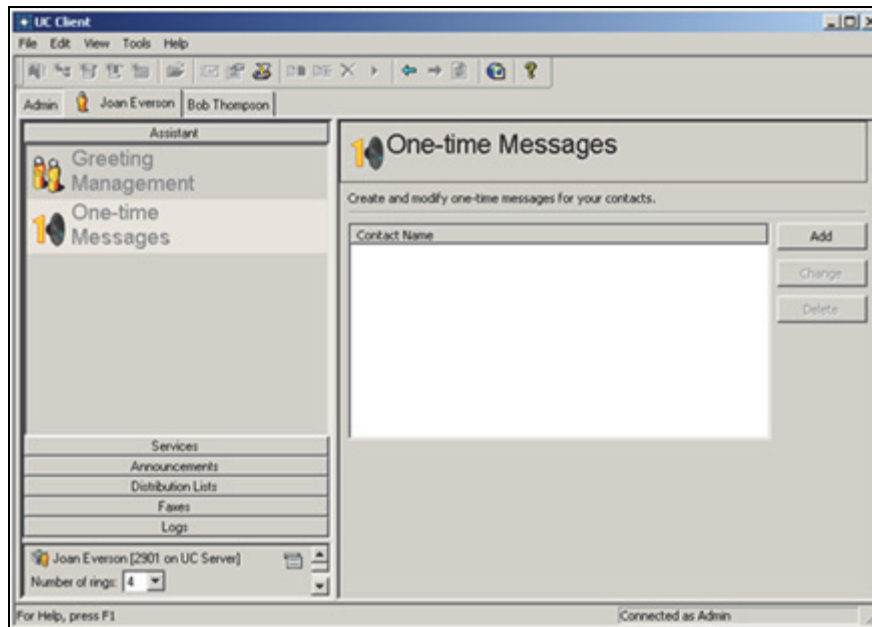 UC Client
File Edit View Tools Help
Admin Joan Everson Bob Thompson
Assistant
Greeting
Management
One-time
Messages
Services
Announcements
Distribution Lists
Faxes
Logs
Joan Everson [2901 on UC Server]
Number of rings: 4
One-time Messages
Create and modify one-time messages for your contacts.
Contact Name
Add
Change
Delete
For Help, press F1
Connected as Admin